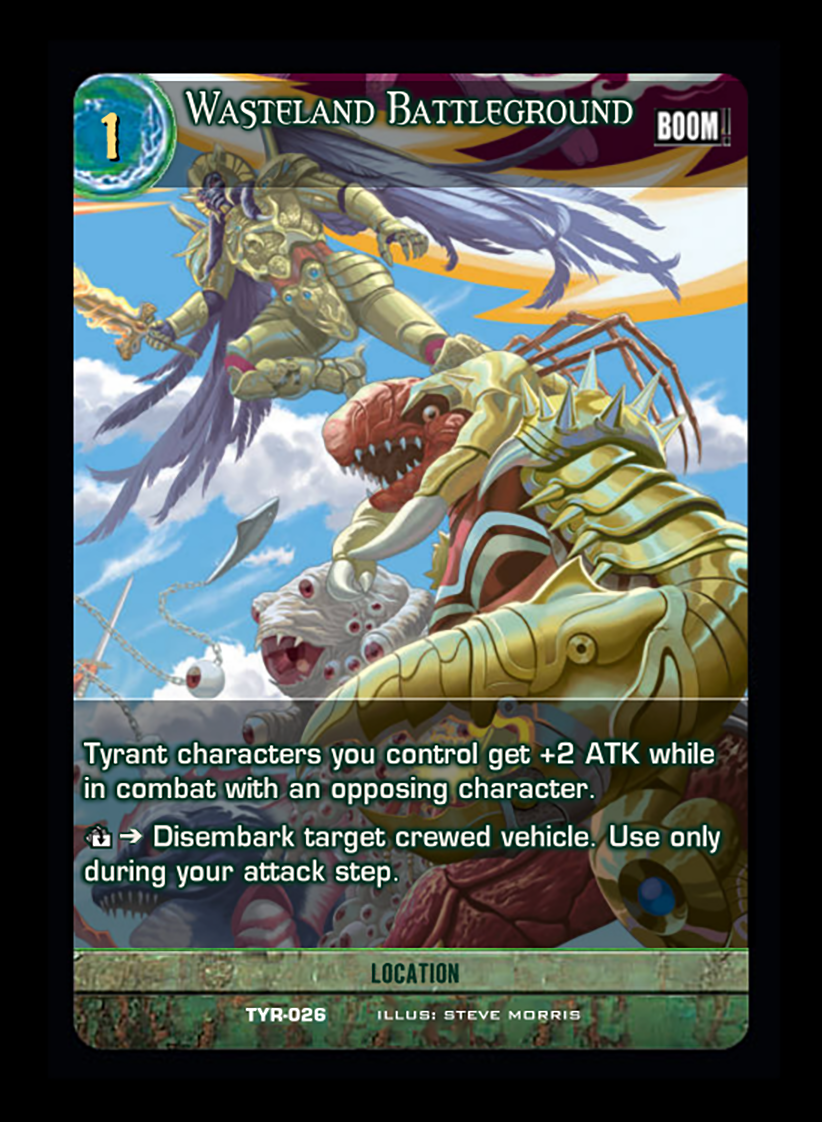 1
Wasteland Battleground
BOOM!
Tyrant characters you control get +2 ATK while
in combat with an opposing character.
➔ Disembark target crewed vehicle. Use only
during your attack step.
LOCATION
TYR-026 ILLUS: STEVE MORRIS